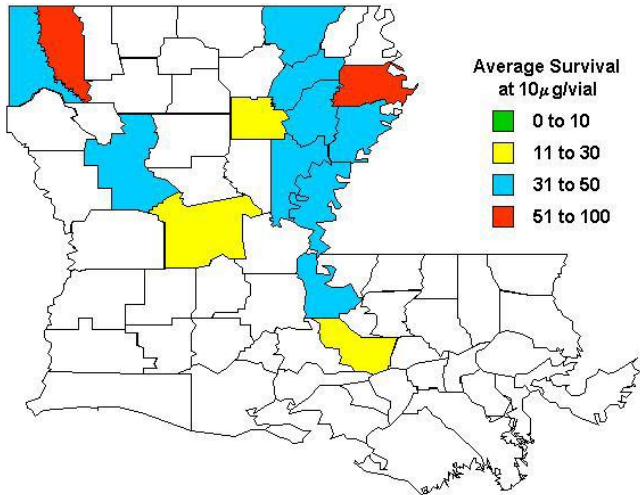 Average Survival
at 10μg/vial
0 to 10
11 to 30
31 to 50
51 to 100